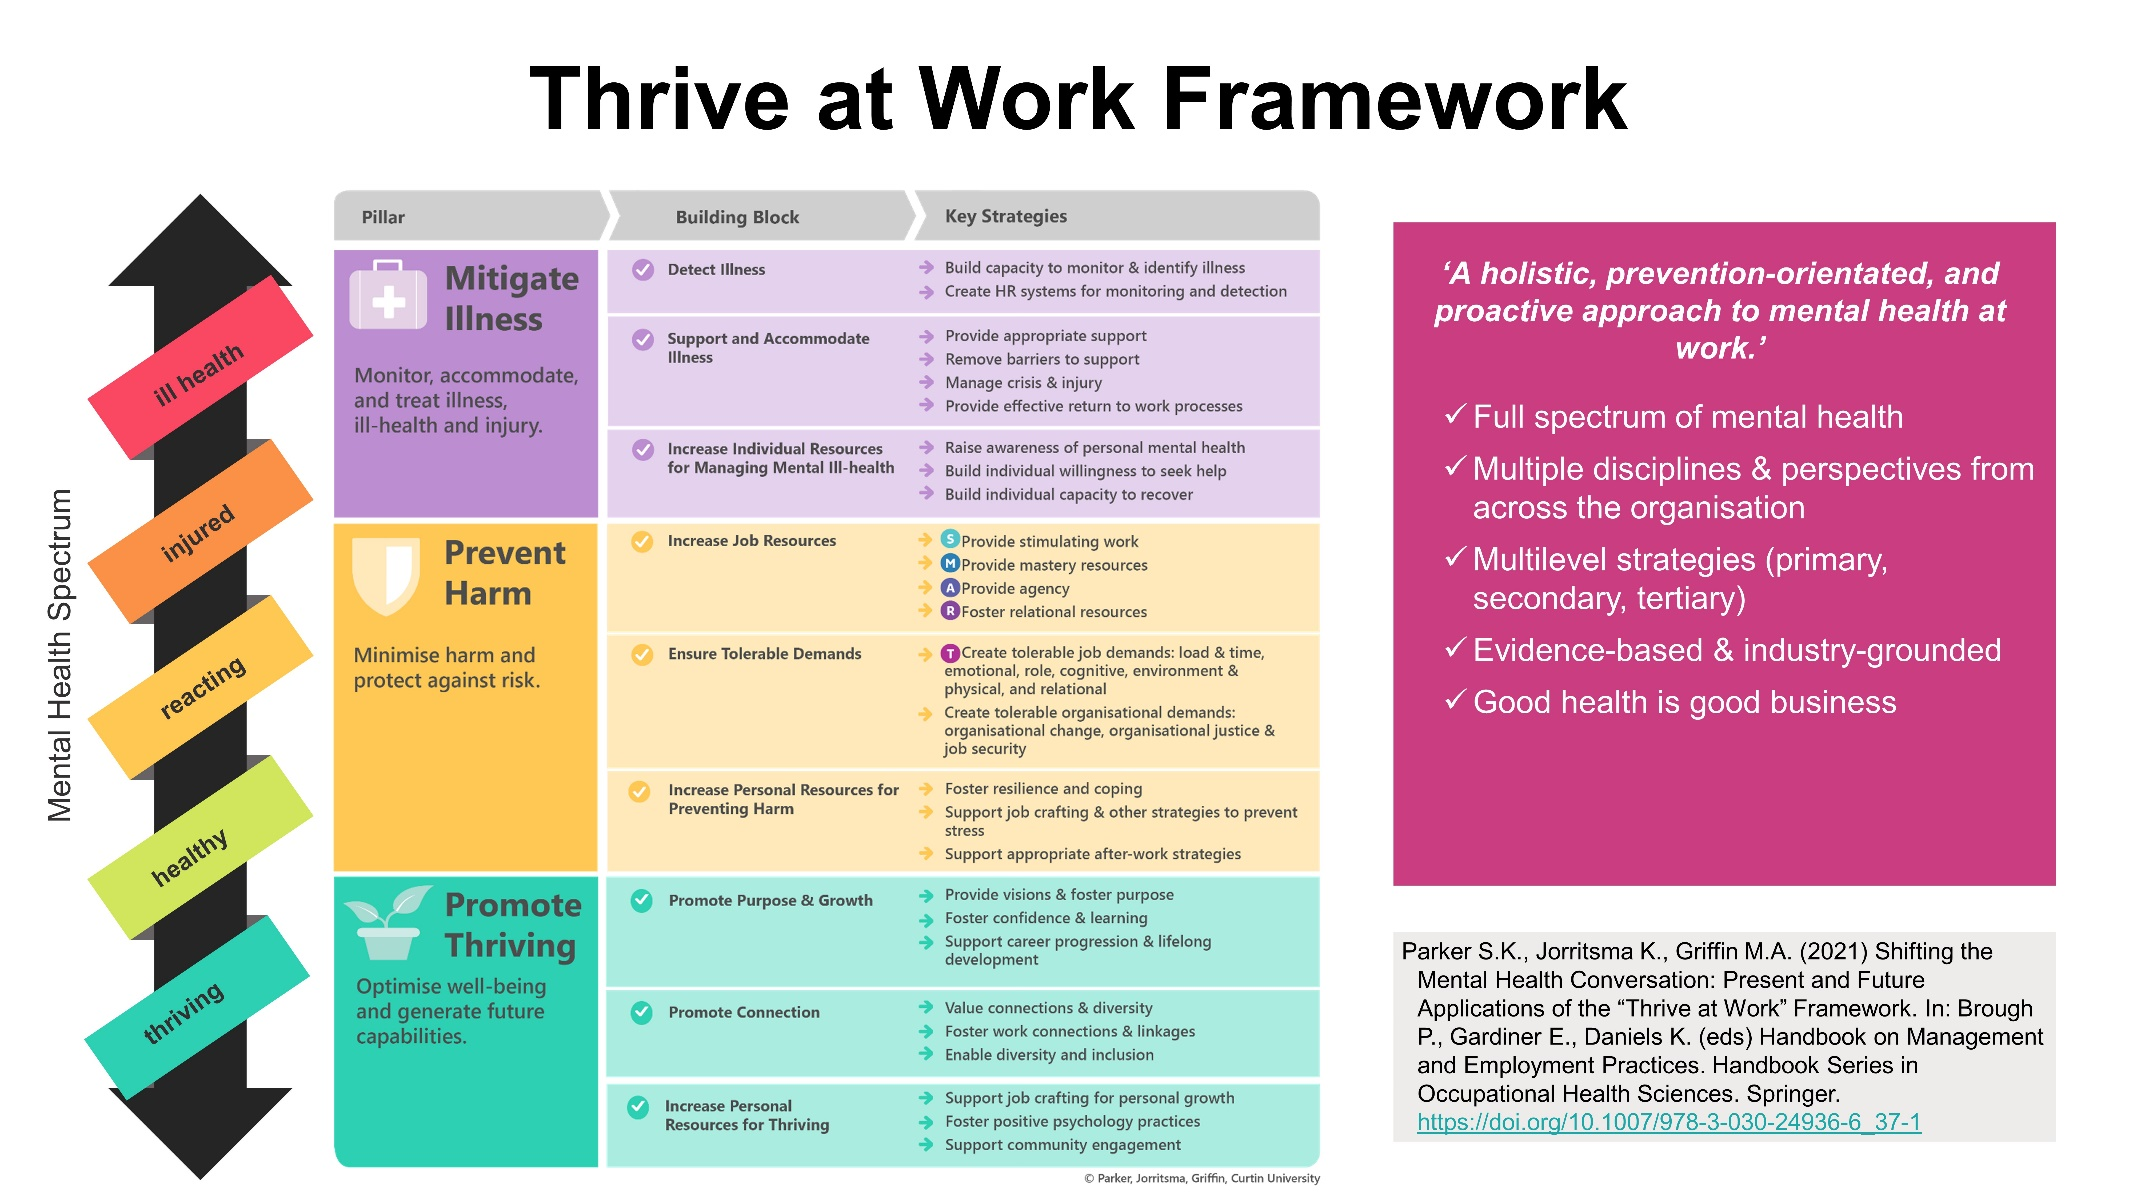 Thrive at Work Framework
Mental Health Spectrum
ill health
injured
reacting
healthy
thriving
Pillar
Building Block
Key Strategies
Mitigate
Illness
Monitor, accommodate,
and treat illness,
ill-health and injury.
Detect Illness
Build capacity to monitor & identify illness
Create HR systems for monitoring and detection
Support and Accommodate
Illness
Provide appropriate support
Remove barriers to support
Manage crisis & injury
Provide effective return to work processes
Increase Individual Resources
for Managing Mental Ill-health
Raise awareness of personal mental health
Build individual willingness to seek help
Build individual capacity to recover
Prevent
Harm
Minimise harm and
protect against risk.
Increase Job Resources
S Provide stimulating work
M Provide mastery resources
A Provide agency
R Foster relational resources
Ensure Tolerable Demands
T Create tolerable job demands: load & time,
emotional, role, cognitive, environment &
physical, and relational
Create tolerable organisational demands:
organisational change, organisational justice &
job security
Increase Personal Resources for
Preventing Harm
Foster resilience and coping
Support job crafting & other strategies to prevent
stress
Support appropriate after-work strategies
Promote
Thriving
Optimise well-being
and generate future
capabilities.
Promote Purpose & Growth
Provide visions & foster purpose
Foster confidence & learning
Support career progression & lifelong
development
Promote Connection
Value connections & diversity
Foster work connections & linkages
Enable diversity and inclusion
Increase Personal
Resources for Thriving
Support job crafting for personal growth
Foster positive psychology practices
Support community engagement
© Parker, Jorritsma, Griffin, Curtin University
‘A holistic, prevention-orientated, and
proactive approach to mental health at
work.’
✓ Full spectrum of mental health
✓ Multiple disciplines & perspectives from
across the organisation
✓ Multilevel strategies (primary,
secondary, tertiary)
✓ Evidence-based & industry-grounded
✓ Good health is good business
Parker S.K., Jorritsma K., Griffin M.A. (2021) Shifting the
Mental Health Conversation: Present and Future
Applications of the “Thrive at Work” Framework. In: Brough
P., Gardiner E., Daniels K. (eds) Handbook on Management
and Employment Practices. Handbook Series in
Occupational Health Sciences. Springer.
https://doi.org/10.1007/978-3-030-24936-6_37-1